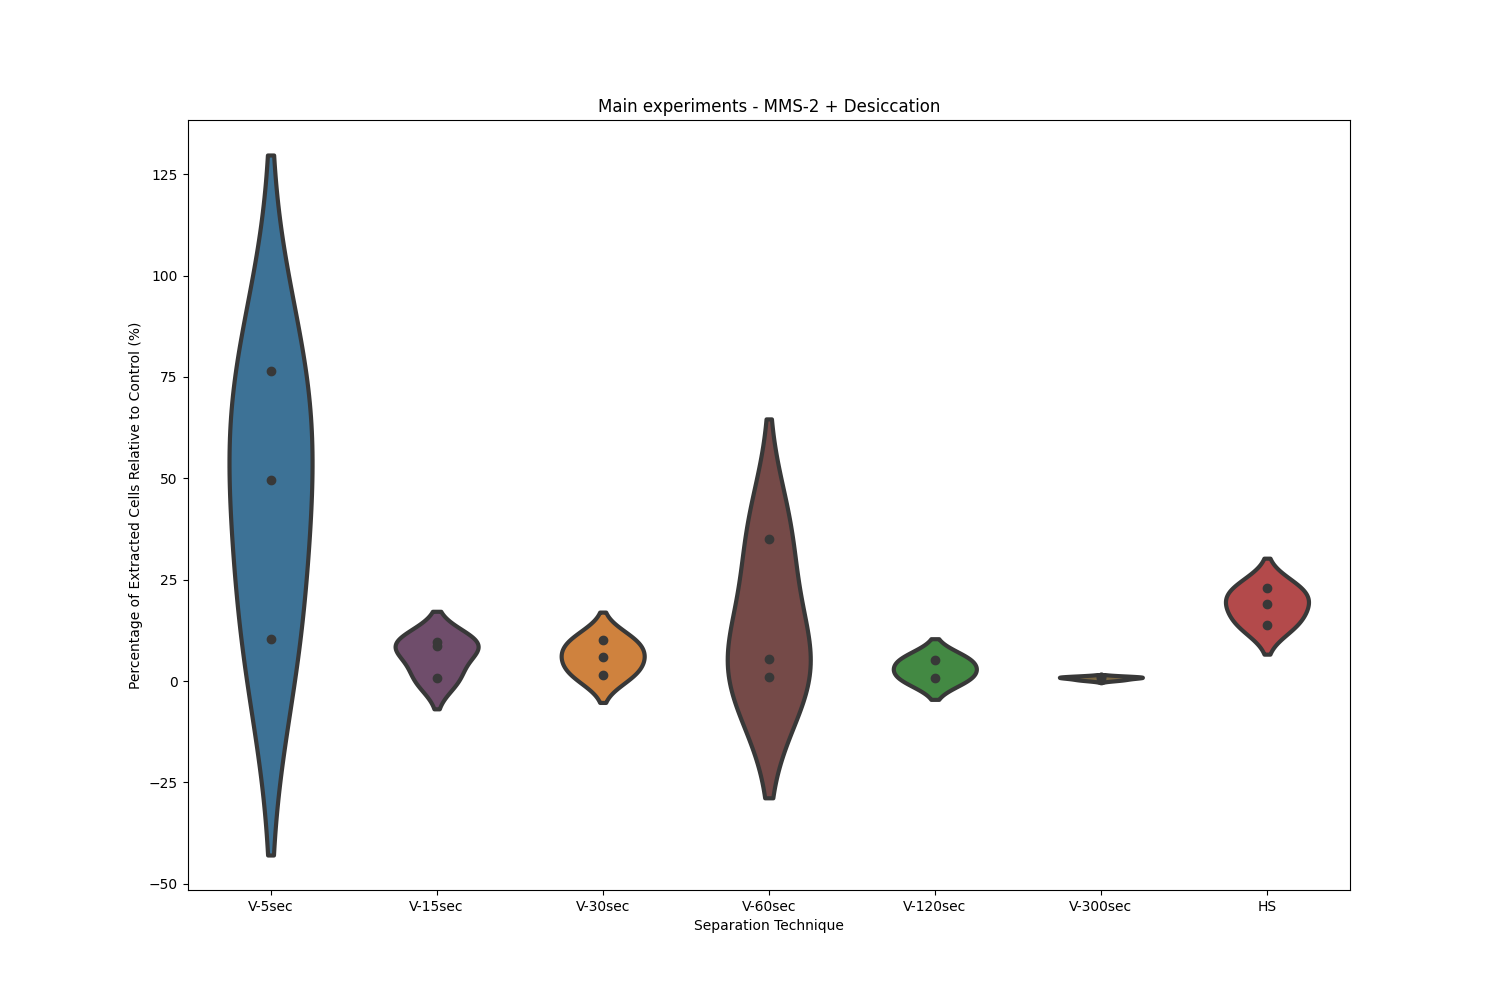 Main experiments - MMS-2 + Desiccation
Percentage of Extracted Cells Relative to Control (%)
125
100
75
50
25
0
−25
−50
V-5sec V-15sec V-30sec V-60sec V-120sec V-300sec HS
Separation Technique